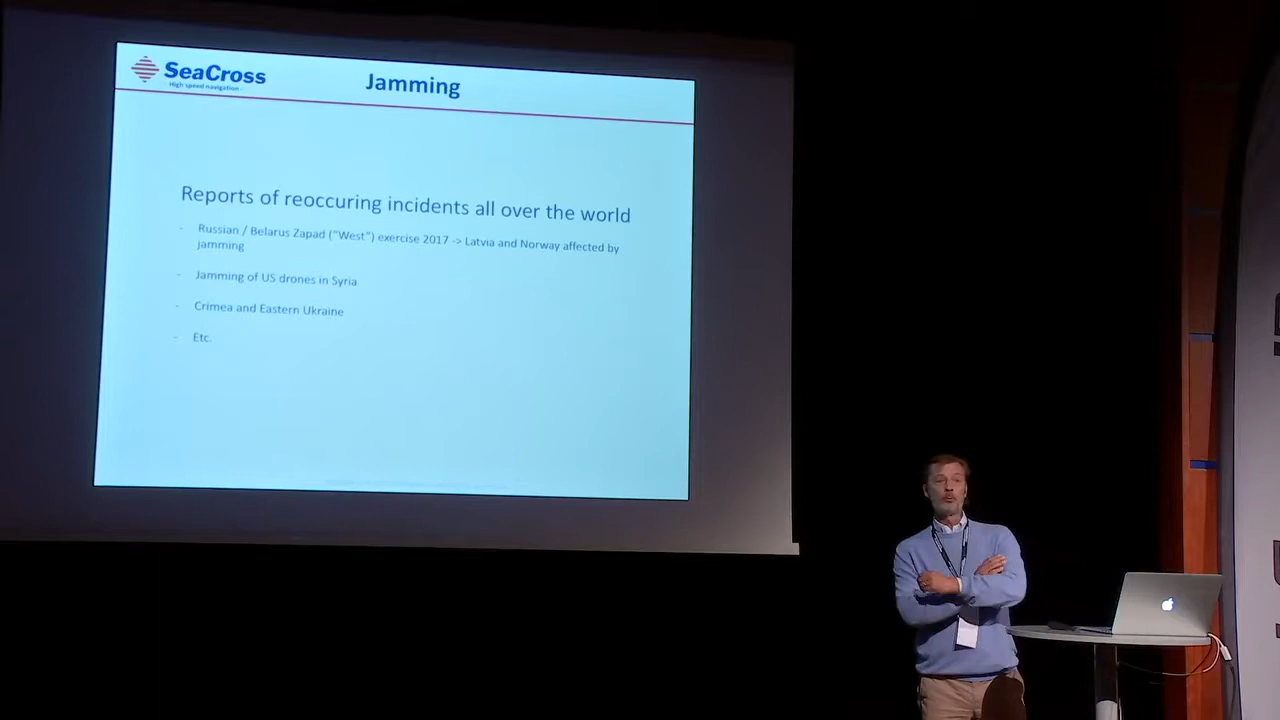 SeaCross
High speed navigation
Jamming
Reports of reoccuring incidents all over the world
- Russian / Belarus Zapad ("West") exercise 2017 -> Latvia and Norway affected by
jamming
- Jamming of US drones in Syria
- Crimea and Eastern Ukraine
- Etc.